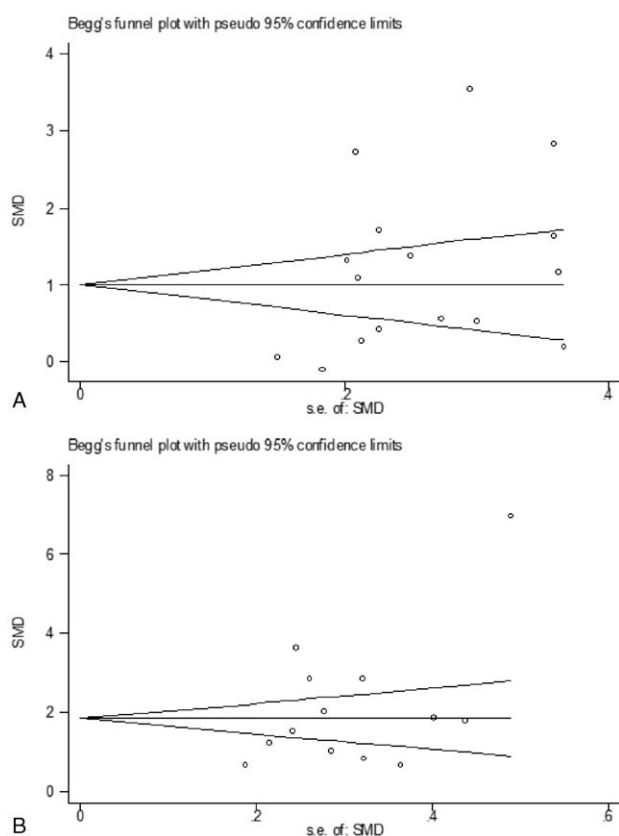 Begg's funnel plot with pseudo 95% confidence limits
4
3
2
1
0
SMD
0 .2 .4
s.e. of: SMD
A
Begg's funnel plot with pseudo 95% confidence limits
8
6
4
2
0
SMD
0 .2 .4 .6
s.e. of: SMD
B